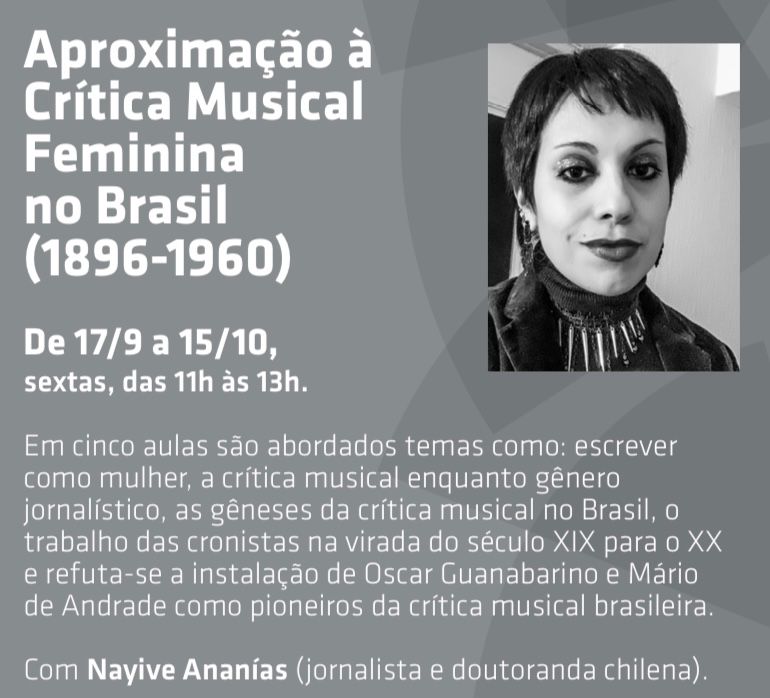 Aproximação à
Crítica Musical
Feminina
no Brasil
(1896-1960)
De 17/9 a 15/10,
sextas, das 11h às 13h.
Em cinco aulas são abordados temas como: escrever
como mulher, a crítica musical enquanto gênero
jornalístico, as gêneses da crítica musical no Brasil, o
trabalho das cronistas na virada do século XIX para o XX
e refuta-se a instalação de Oscar Guanabarino e Mário
de Andrade como pioneiros da crítica musical brasileira.
Com Nayive Ananías (jornalista e doutoranda chilena).